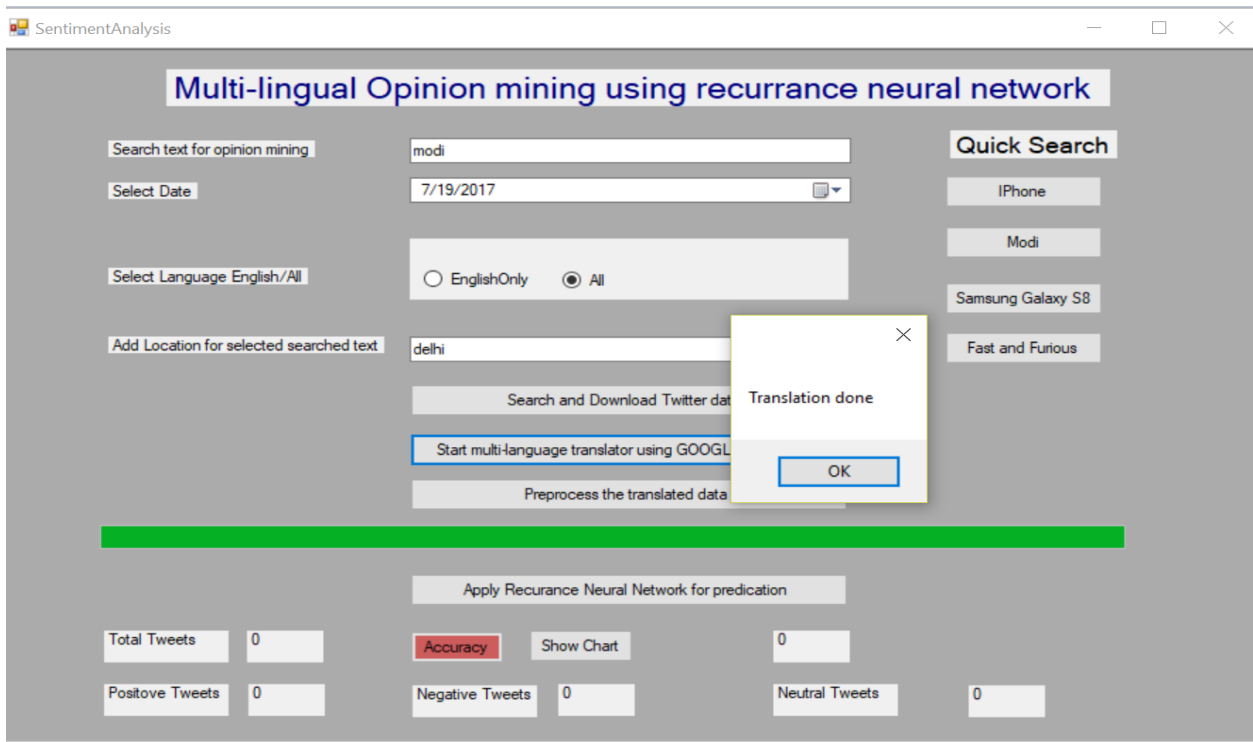 SentimentAnalysis
Multi-lingual Opinion mining using recurrance neural network
Search text for opinion mining
modi
Quick Search
Select Date
7/19/2017
IPhone
Modi
Select Language English/All
EnglishOnly
All
Samsung Galaxy S8
Add Location for selected searched text
delhi
Fast and Furious
Search and Download Twitter
Translation done
Start multi-language translator using
OK
Preprocess the translated data
Apply Recurance Neural Network for predication
Total Tweets
0
Accuracy
Show Chart
0
Positove Tweets
0
Negative Tweets
0
Neutral Tweets
0